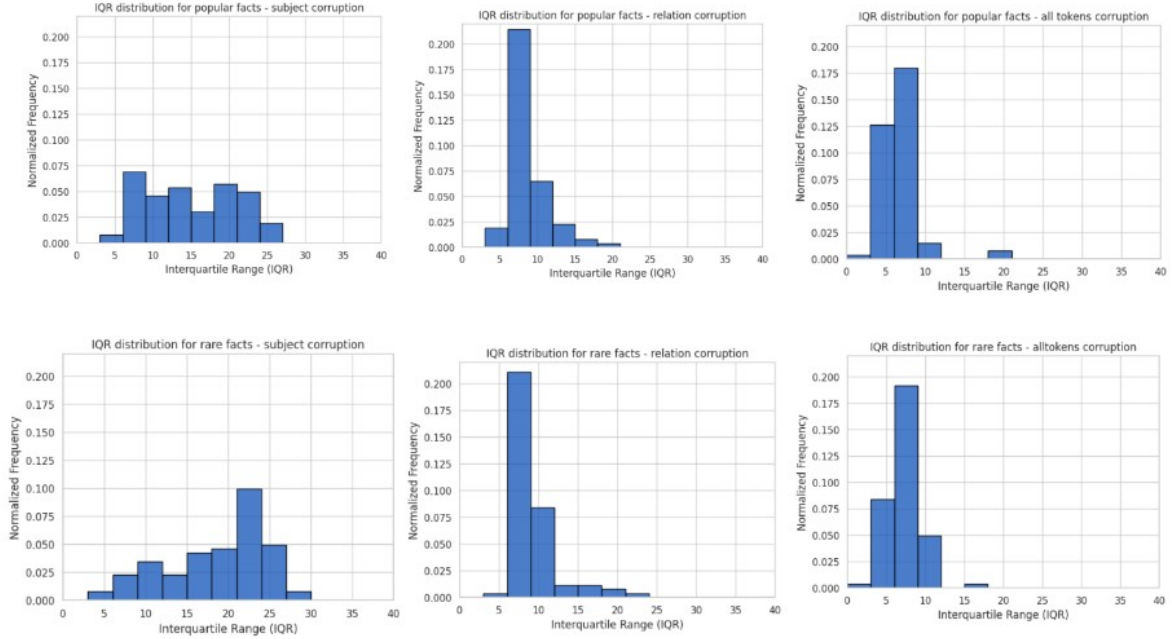 IQR distribution for popular facts - subject corruption
Normalized Frequency
0.200
0.175
0.150
0.125
0.100
0.075
0.050
0.025
0.000
0 5 10 15 20 25 30 35 40
Interquartile Range (IQR)
IQR distribution for popular facts - relation corruption
Normalized Frequency
0.200
0.175
0.150
0.125
0.100
0.075
0.050
0.025
0.000
0 5 10 15 20 25 30 35 40
Interquartile Range (IQR)
IQR distribution for popular facts - all tokens corruption
Normalized Frequency
0.200
0.175
0.150
0.125
0.100
0.075
0.050
0.025
0.000
0 5 10 15 20 25 30 35 40
Interquartile Range (IQR)
IQR distribution for rare facts - subject corruption
Normalized Frequency
0.200
0.175
0.150
0.125
0.100
0.075
0.050
0.025
0.000
0 10 20 30 40
Interquartile Range (IQR)
IQR distribution for rare facts - relation corruption
Normalized Frequency
0.200
0.175
0.150
0.125
0.100
0.075
0.050
0.025
0.000
0 5 10 15 20 25 30 35 40
Interquartile Range (IQR)
IQR distribution for rare facts - alltokens corruption
Normalized Frequency
0.200
0.175
0.150
0.125
0.100
0.075
0.050
0.025
0.000
0 5 10 15 20 25 30 35 40
Interquartile Range (IQR)